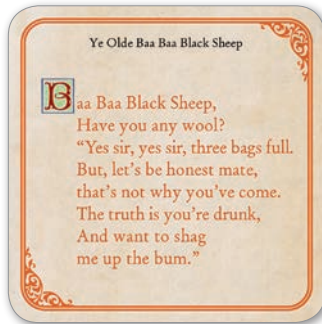 Ye Olde Baa Baa Black Sheep
Baa Baa Black Sheep,
Have you any wool?
“Yes sir, yes sir, three bags full.
But, let’s be honest mate,
that’s not why you’ve come.
The truth is you’re drunk,
And want to shag
me up the bum.”